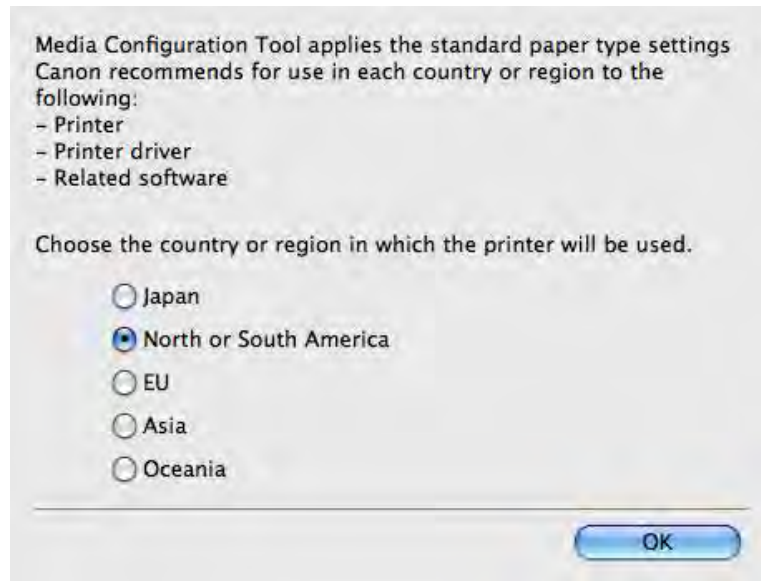 Media Configuration Tool applies the standard paper type settings
Canon recommends for use in each country or region to the
following:
– Printer
– Printer driver
– Related software
Choose the country or region in which the printer will be used.
Japan
North or South America
EU
Asia
Oceania
OK